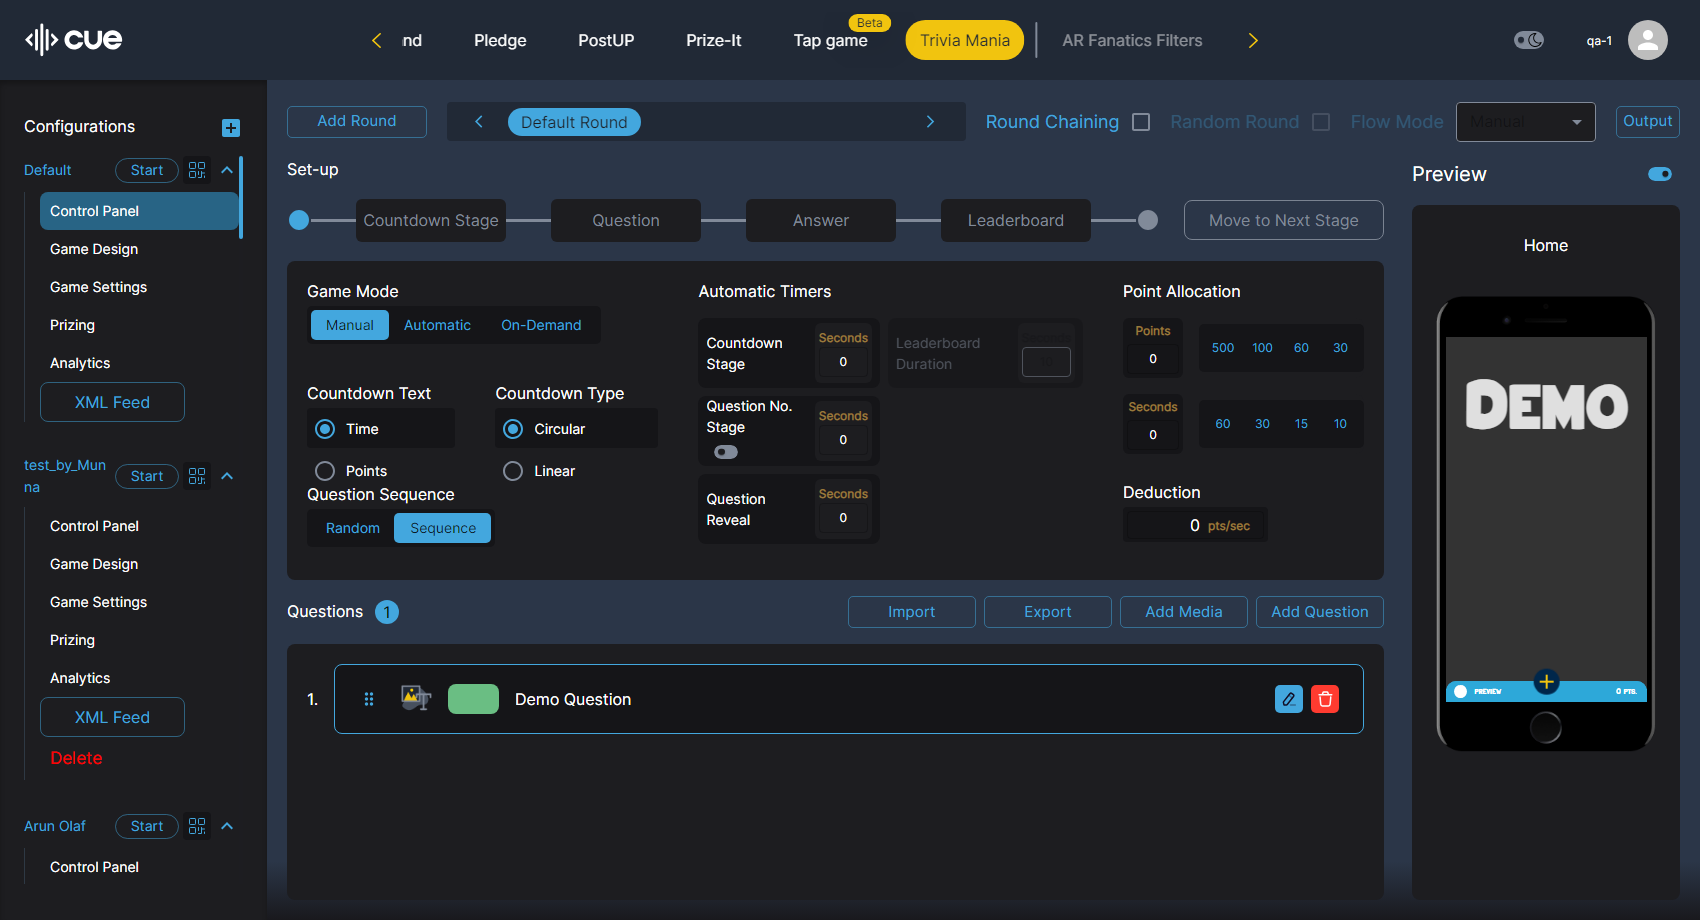 cue
nd
Pledge
PostUP
Prize-It
Tap game
Beta
Trivia Mania
AR Fanatics Filters
qa-1
Configurations
Default
Start
Control Panel
Game Design
Game Settings
Prizing
Analytics
XML Feed
test_by_Mun
na
Start
Control Panel
Game Design
Game Settings
Prizing
Analytics
XML Feed
Delete
Arun Olaf
Start
Control Panel
Add Round
Default Round
Round Chaining
Random Round
Flow Mode
Manual
Output
Set-up
Countdown Stage
Question
Answer
Leaderboard
Move to Next Stage
Game Mode
Manual
Automatic
On-Demand
Countdown Text
Time
Points
Countdown Type
Circular
Linear
Question Sequence
Random
Sequence
Automatic Timers
Countdown
Stage
Seconds
0
Leaderboard
Duration
Question No.
Stage
Seconds
0
Question
Reveal
Seconds
0
Point Allocation
Points
0
500 100 60 30
Seconds
0
60 30 15 10
Deduction
0 pts/sec
Questions 1
Import
Export
Add Media
Add Question
1.
Demo Question
Preview
Home
DEMO
PREVIEW
0 PTS.